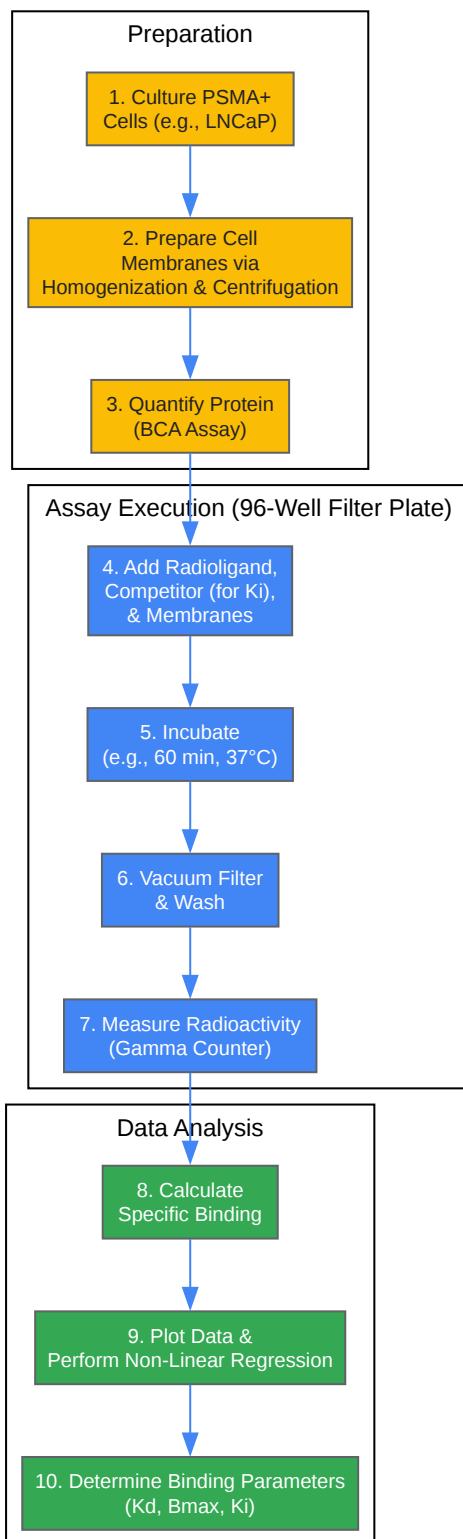 Preparation
1. Culture PSMA+
Cells (e.g., LNCaP)
2. Prepare Cell
Membranes via
Homogenization & Centrifugation
3. Quantify Protein
(BCA Assay)
Assay Execution (96-Well Filter Plate)
4. Add Radioligand,
Competitor (for Ki),
& Membranes
5. Incubate
(e.g., 60 min, 37°C)
6. Vacuum Filter
& Wash
7. Measure Radioactivity
(Gamma Counter)
Data Analysis
8. Calculate
Specific Binding
9. Plot Data &
Perform Non-Linear Regression
10. Determine Binding Parameters
(Kd, Bmax, Ki)